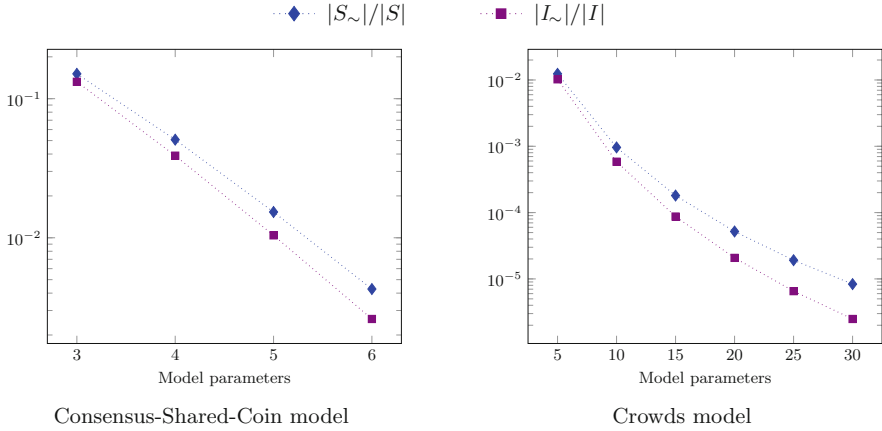 |S∼|/|S| |I∼|/|I|
10⁻¹
10⁻²
3 4 5 6
Model parameters
Consensus-Shared-Coin model
10⁻²
10⁻³
10⁻⁴
10⁻⁵
5 10 15 20 25 30
Model parameters
Crowds model